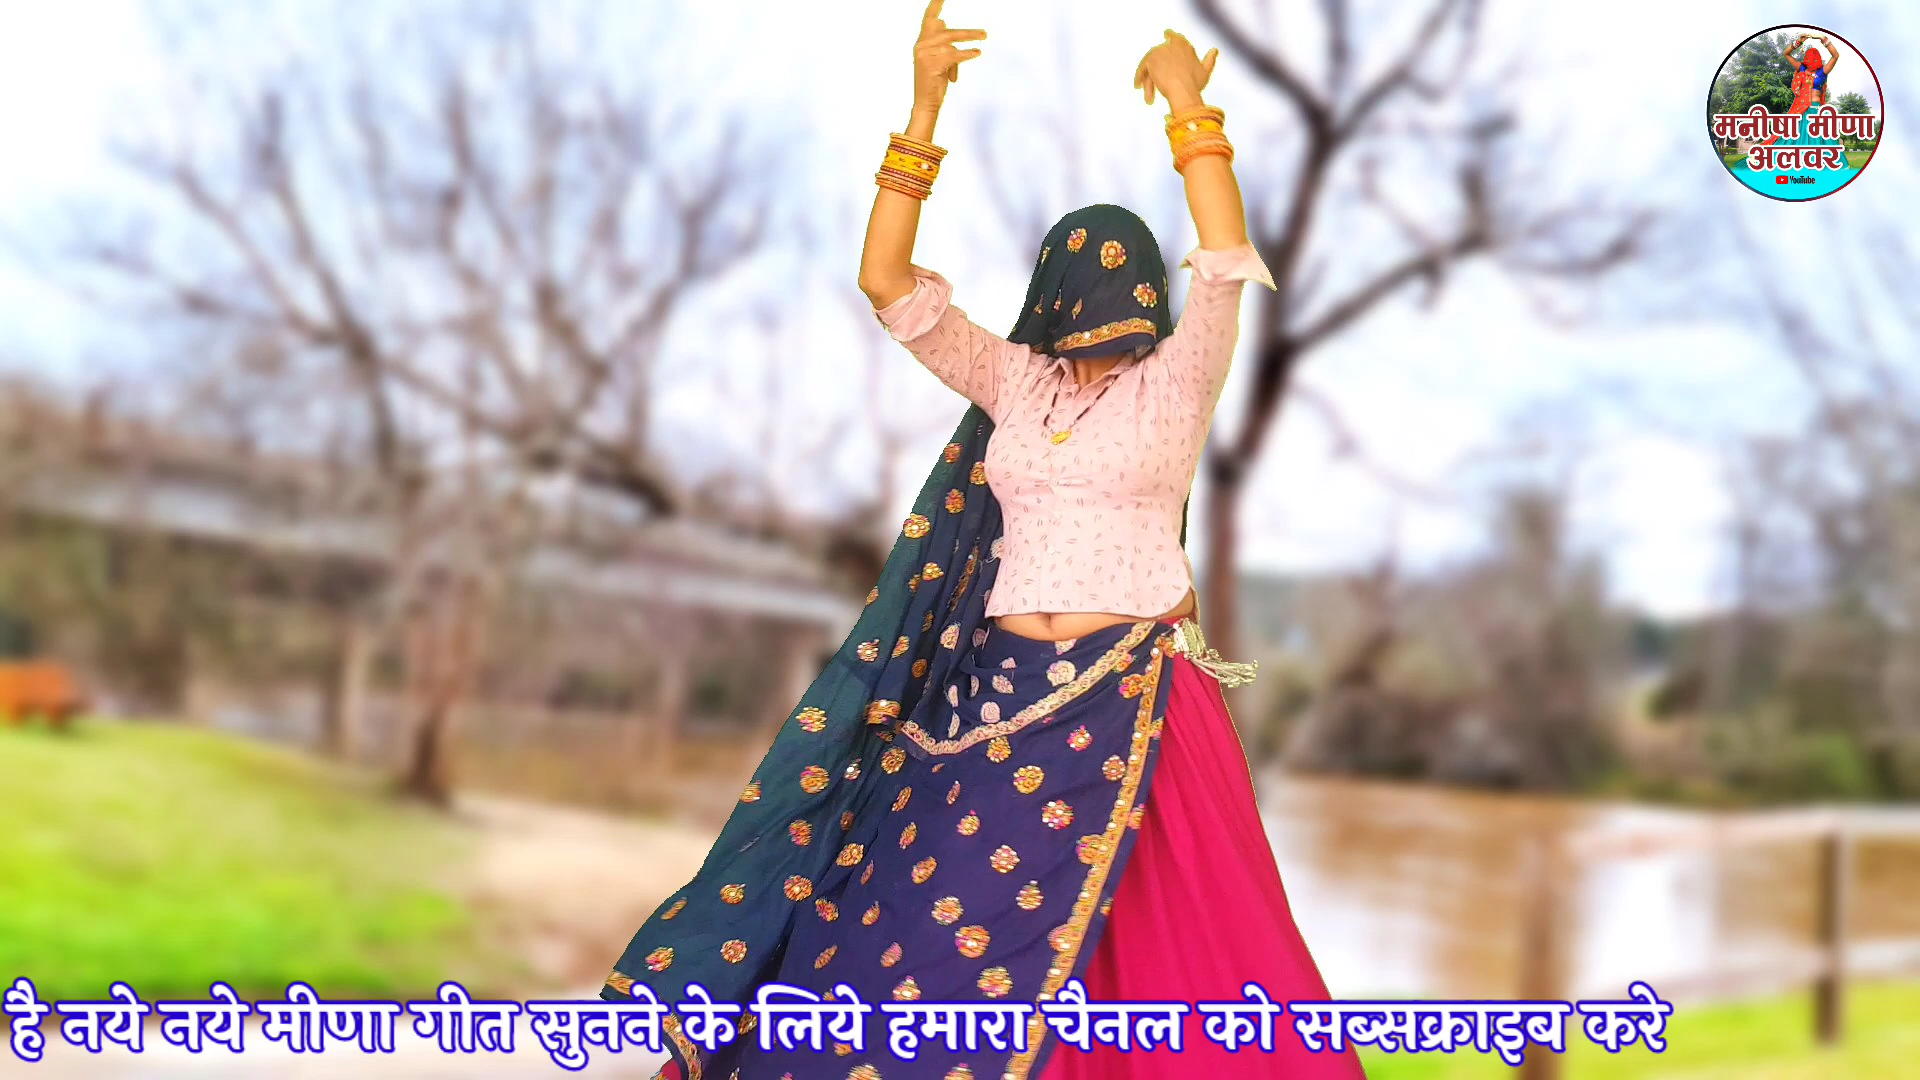 मनीषा मीणा
अलवर
YouTube
है नये नये मीणा गीत सुनने के लिये हमारा चैनल को सब्सक्राइब करे